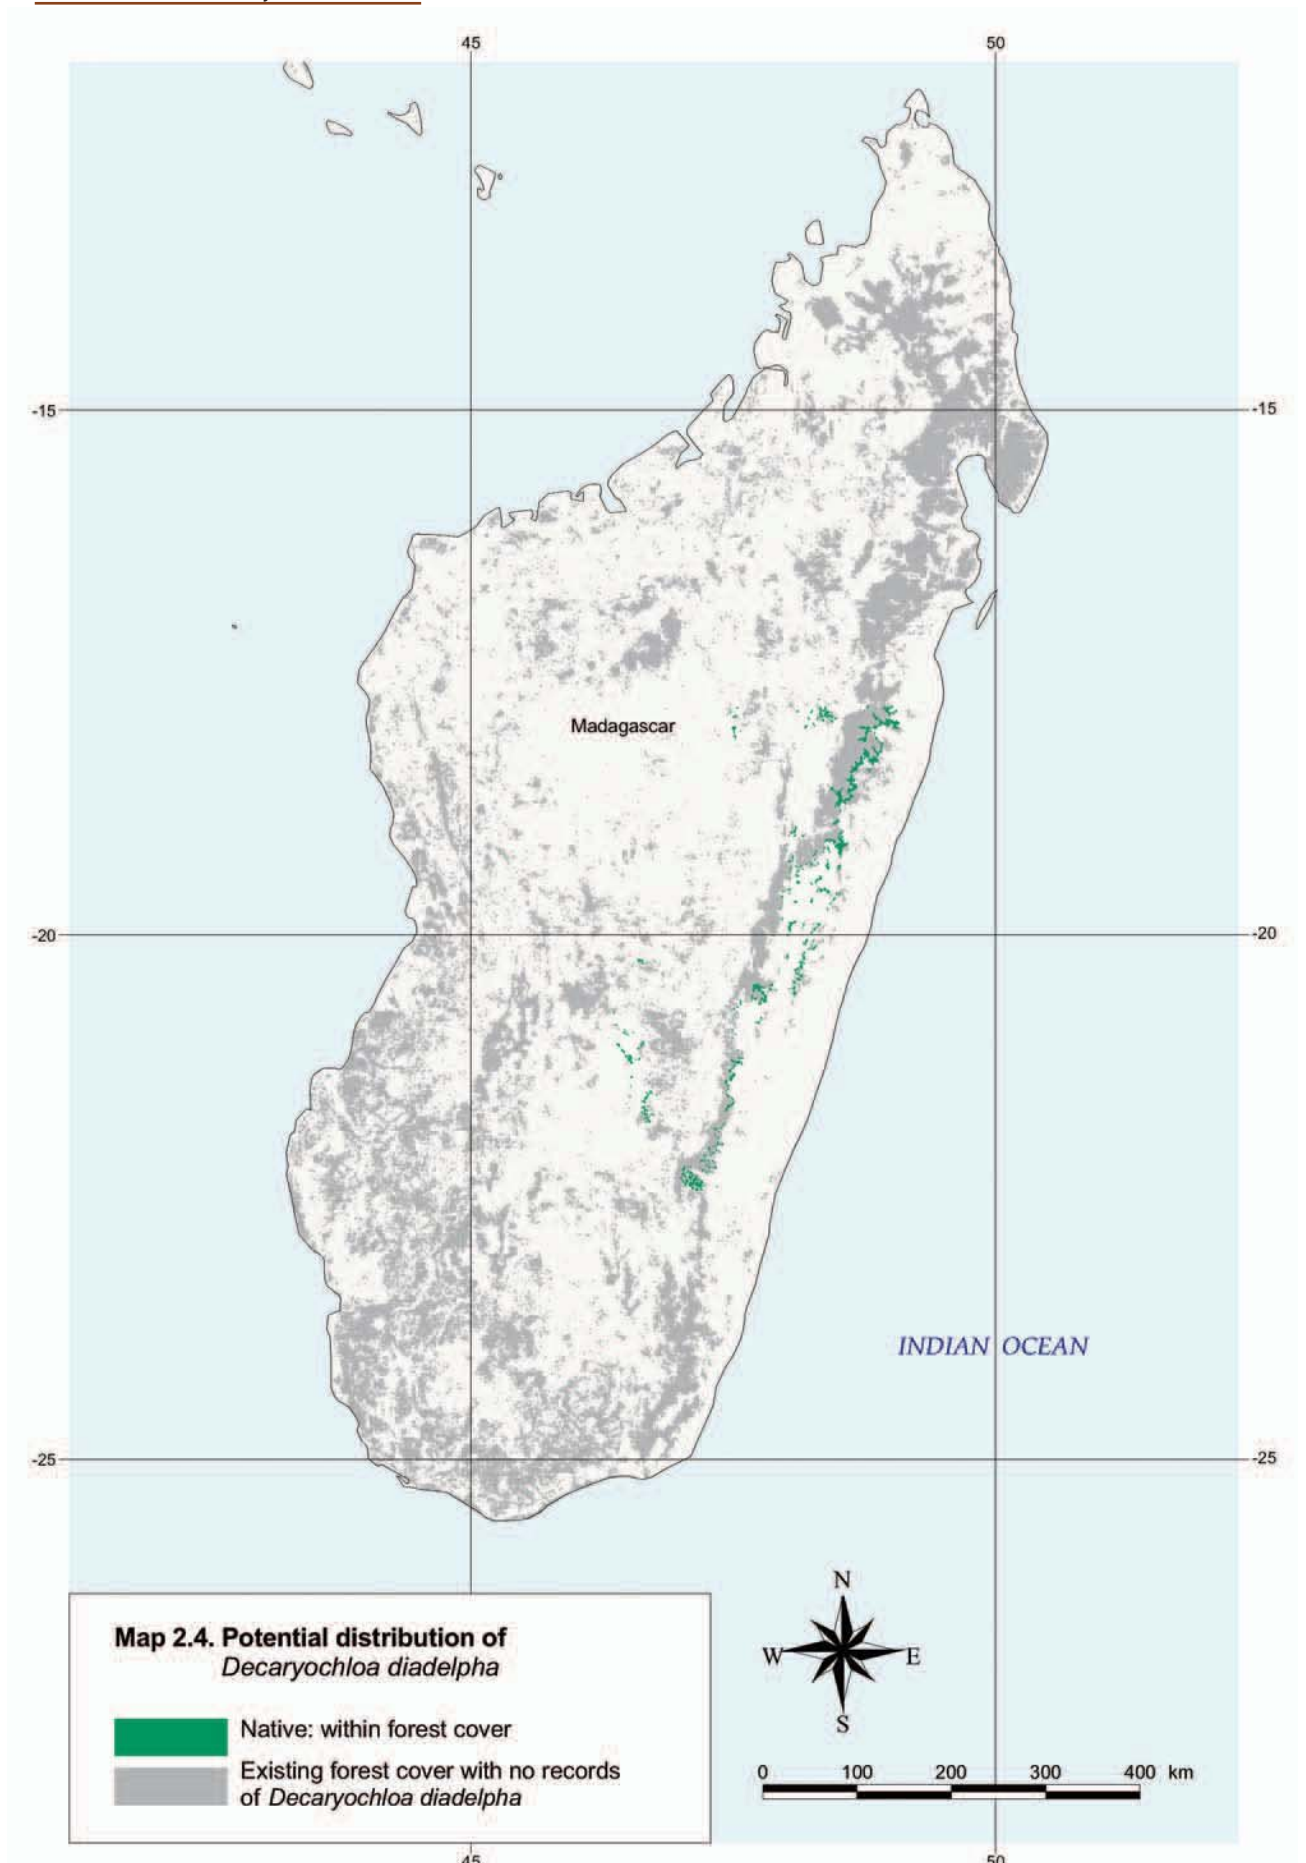 45 50
-15 -15
Madagascar
-20 -20
INDIAN OCEAN
-25 -25
N
W E
S
Map 2.4. Potential distribution of
Decaryochloa diadelpha
Native: within forest cover
Existing forest cover with no records
of Decaryochloa diadelpha
0 100 200 300 400 km
45 50